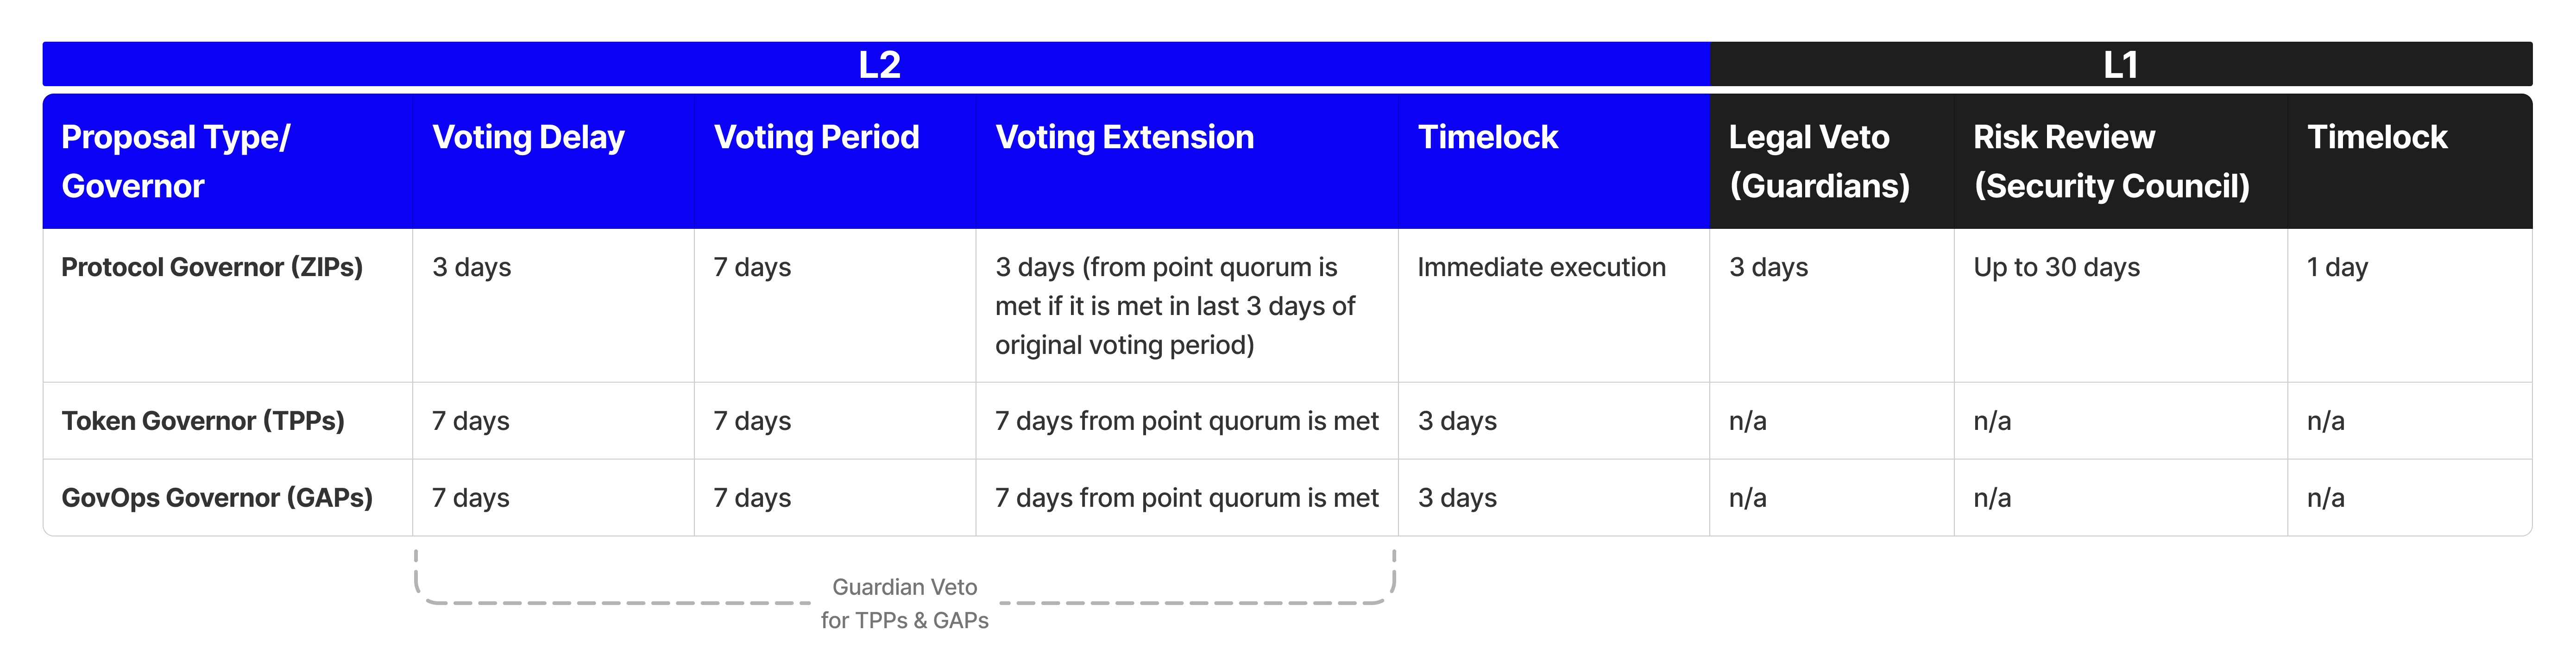 L2
L1
Proposal Type/
Governor
Voting Delay
Voting Period
Voting Extension
Timelock
Legal Veto
(Guardians)
Risk Review
(Security Council)
Timelock
Protocol Governor (ZIPs)
3 days
7 days
3 days (from point quorum is
met if it is met in last 3 days of
original voting period)
Immediate execution
3 days
Up to 30 days
1 day
Token Governor (TPPs)
7 days
7 days
7 days from point quorum is met
3 days
n/a
n/a
n/a
GovOps Governor (GAPs)
7 days
7 days
7 days from point quorum is met
3 days
n/a
n/a
n/a
Guardian Veto
for TPPs & GAPs